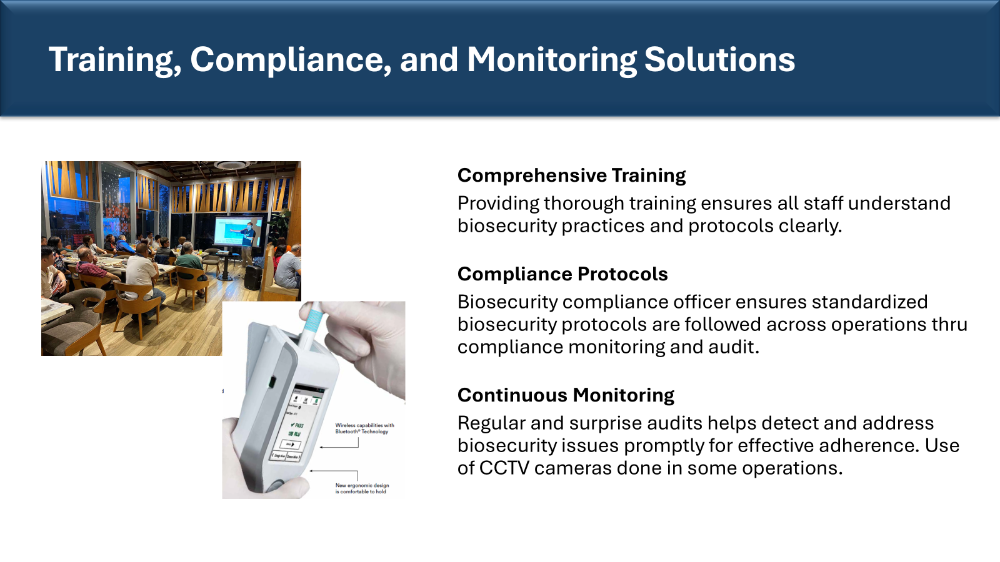 Training, Compliance, and Monitoring Solutions
Comprehensive Training
Providing thorough training ensures all staff understand
biosecurity practices and protocols clearly.
Compliance Protocols
Biosecurity compliance officer ensures standardized
biosecurity protocols are followed across operations thru
compliance monitoring and audit.
Continuous Monitoring
Regular and surprise audits helps detect and address
biosecurity issues promptly for effective adherence. Use
of CCTV cameras done in some operations.
PASS
Wireless capabilities with
Bluetooth® Technology
New ergonomic design
is comfortable to hold